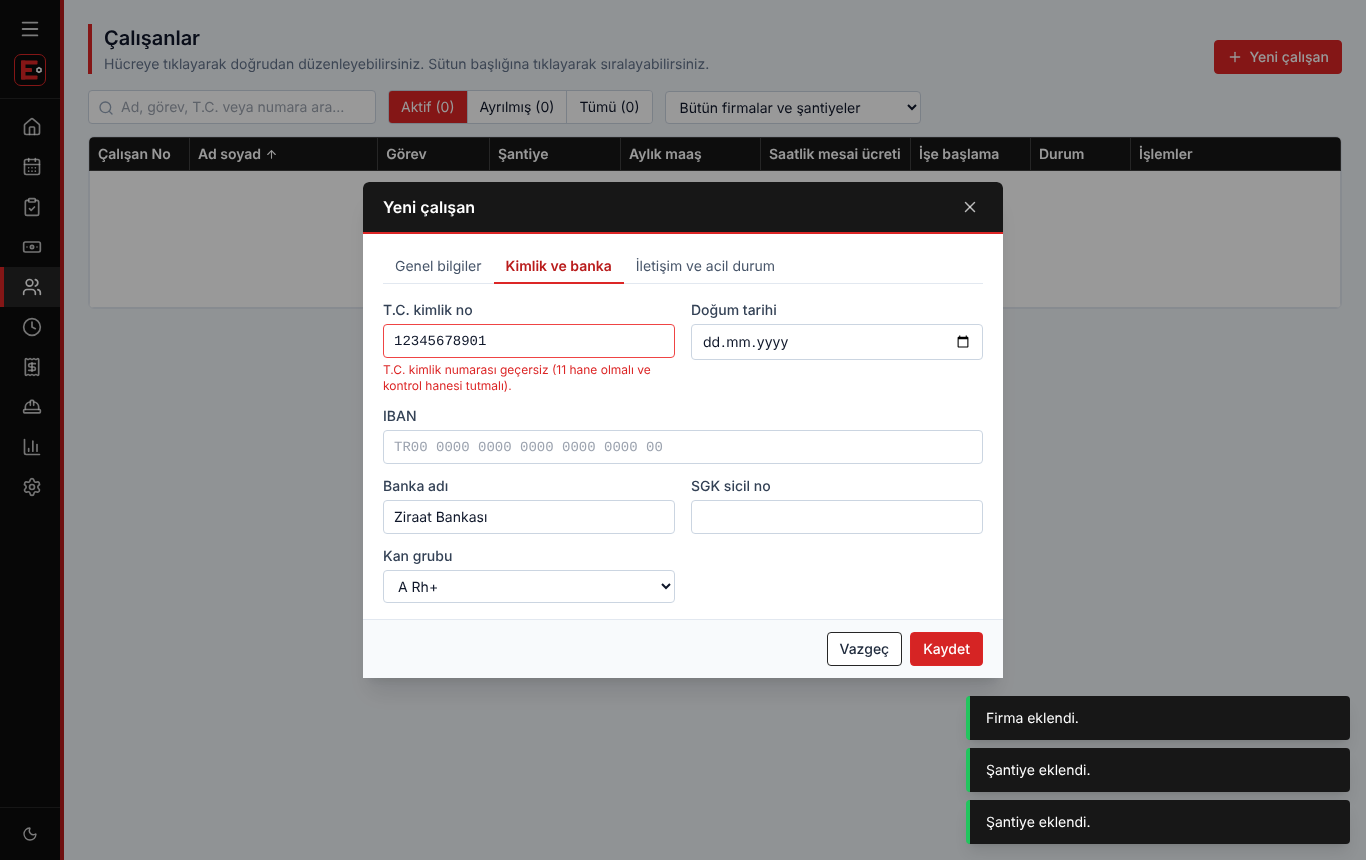 Çalışanlar
Hücreye tıklayarak doğrudan düzenleyebilirsiniz. Sütun başlığına tıklayarak sıralayabilirsiniz.
+ Yeni çalışan
Ad, görev, T.C. veya numara ara...
Aktif (0)
Ayrılmış (0)
Tümü (0)
Bütün firmalar ve şantiyeler
Çalışan No
Ad soyad ↑
Görev
Şantiye
Aylık maaş
Saatlik mesai ücreti
İşe başlama
Durum
İşlemler
Yeni çalışan
Genel bilgiler
Kimlik ve banka
İletişim ve acil durum
T.C. kimlik no
Doğum tarihi
12345678901
dd.mm.yyyy
T.C. kimlik numarası geçersiz (11 hane olmalı ve
kontrol hanesi tutmalı).
IBAN
TR00 0000 0000 0000 0000 0000 00
Banka adı
SGK sicil no
Ziraat Bankası
Kan grubu
A Rh+
Vazgeç
Kaydet
Firma eklendi.
Şantiye eklendi.
Şantiye eklendi.